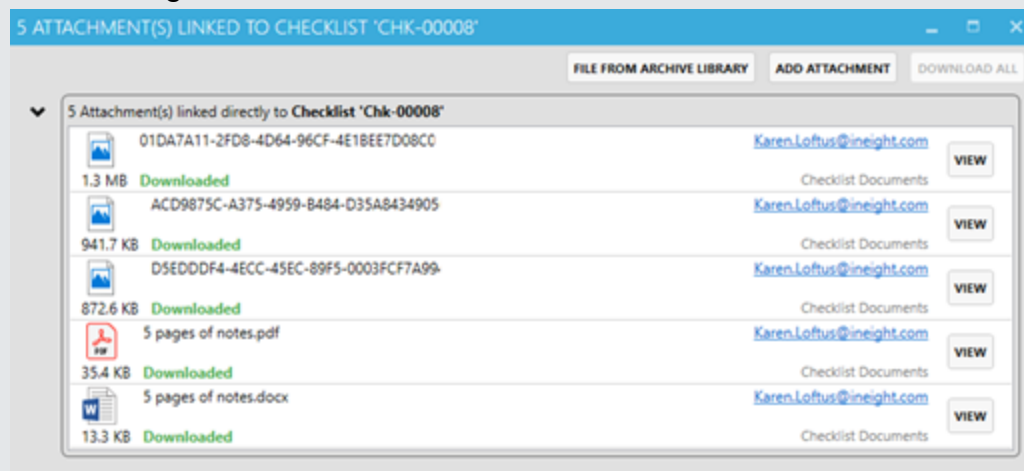 5 ATTACHMENT(S) LINKED TO CHECKLIST 'CHK-00008'
FILE FROM ARCHIVE LIBRARY ADD ATTACHMENT DOWNLOAD ALL
5 Attachment(s) linked directly to Checklist 'Chk-00008'
01DA7A11-2FD8-4D64-96CF-4E1BEE7D08C0 Karen.Loftus@ineight.com
VIEW
1.3 MB Downloaded Checklist Documents
ACD9875C-A375-4959-B484-D35A8434905 Karen.Loftus@ineight.com
VIEW
941.7 KB Downloaded Checklist Documents
D5EDDDF4-4ECC-45EC-89F5-0003FCF7A99 Karen.Loftus@ineight.com
VIEW
872.6 KB Downloaded Checklist Documents
5 pages of notes.pdf Karen.Loftus@ineight.com
PDF VIEW
35.4 KB Downloaded Checklist Documents
5 pages of notes.docx Karen.Loftus@ineight.com
W VIEW
13.3 KB Downloaded Checklist Documents